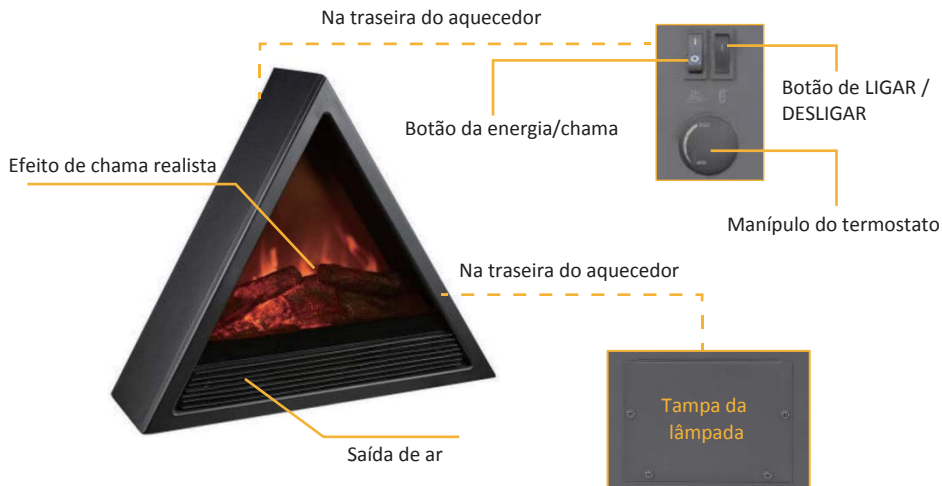 Na traseira do aquecedor
Botão de LIGAR /
DESLIGAR
Botão da energia/chama
Efeito de chama realista
Manípulo do termostato
Na traseira do aquecedor
Tampa da
lâmpada
Saída de ar